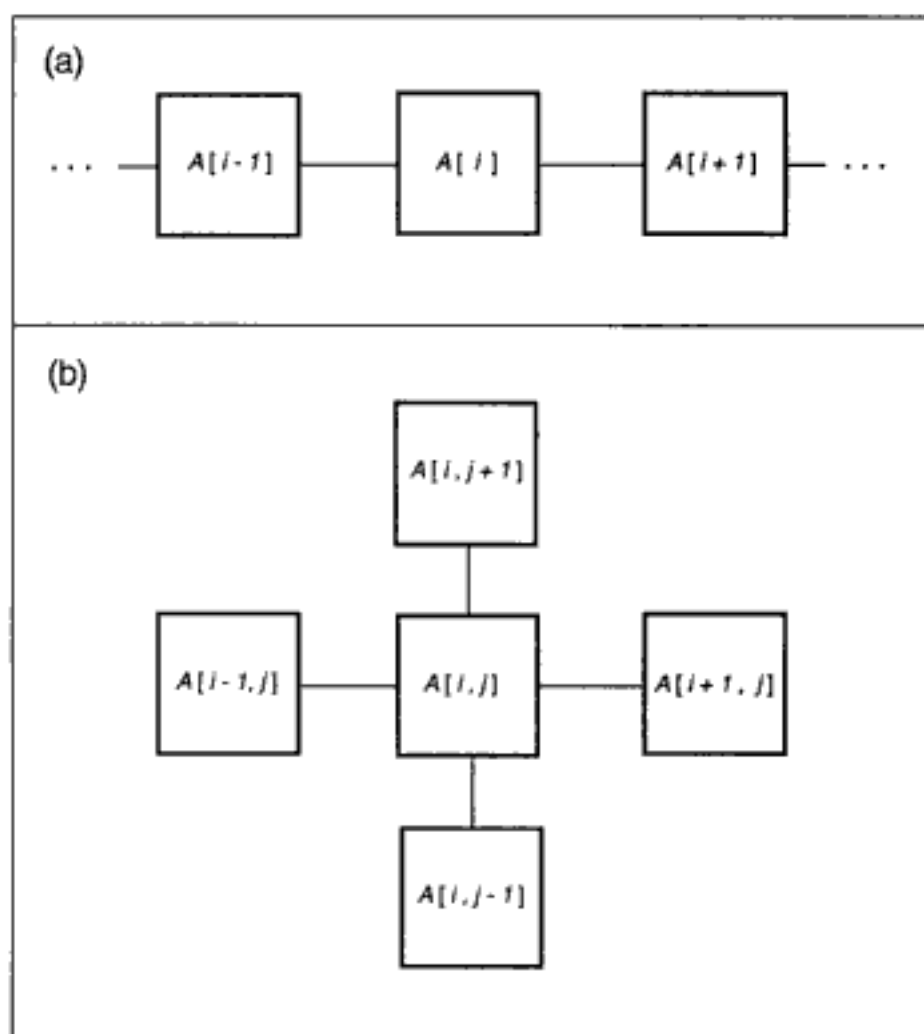 (a)
... A[i-1] A[i] A[i+1] ...
(b)
A[i,j+1]
A[i-1,j] A[i,j] A[i+1,j]
A[i,j-1]